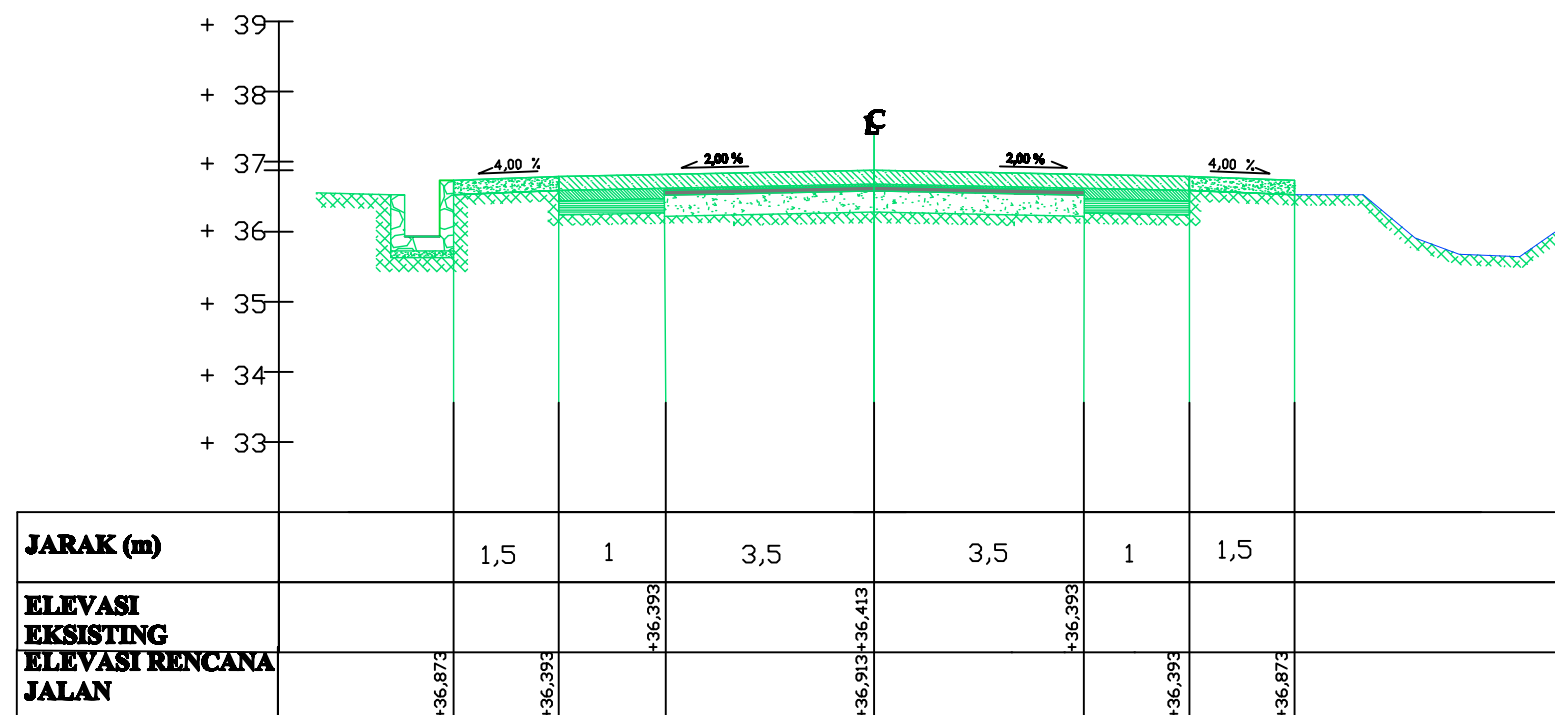 + 39
+ 38
+ 37
+ 36
+ 35
+ 34
+ 33
CL
4,00 %
2,00 %
2,00 %
4,00 %
JARAK (m)
1,5 1 3,5 3,5 1 1,5
ELEVASI
EKSISTING
+36,393 +36,413 +36,393
ELEVASI RENCANA
JALAN
+36,873 +36,393 +36,913 +36,393 +36,873